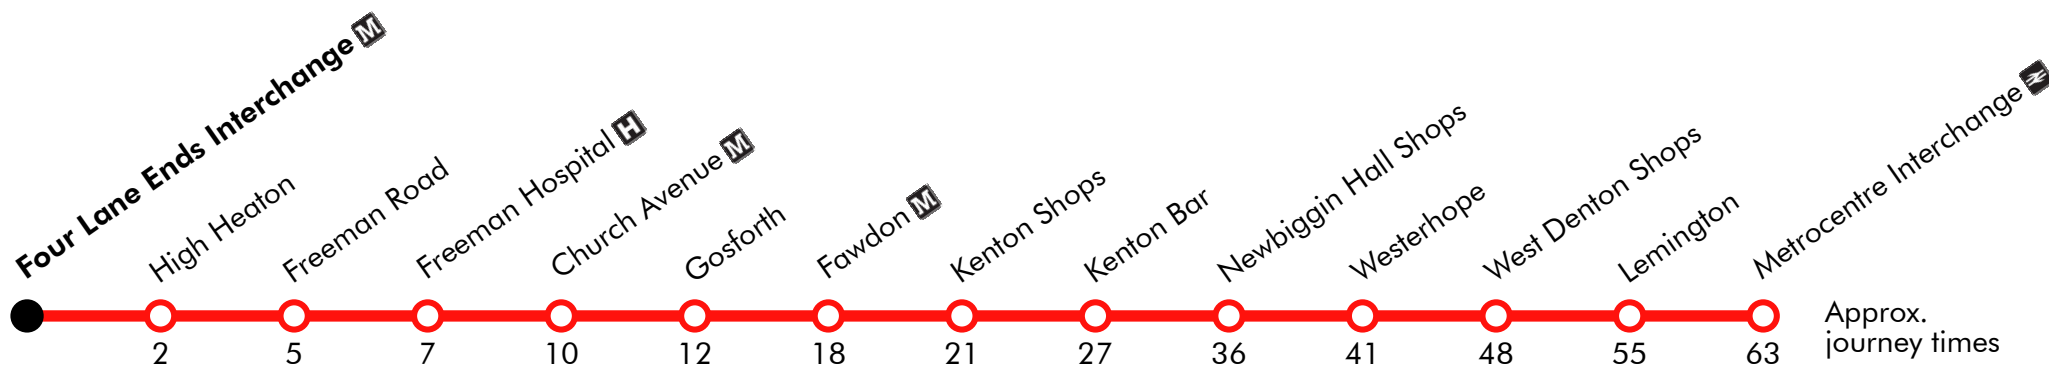 Four Lane Ends Interchange M
High Heaton
Freeman Road
Freeman Hospital H
Church Avenue M
Gosforth
Fawdon M
Kenton Shops
Kenton Bar
Newbiggin Hall Shops
Westerhope
West Denton Shops
Lemington
Metrocentre Interchange
2 5 7 10 12 18 21 27 36 41 48 55 63
Approx.
journey times